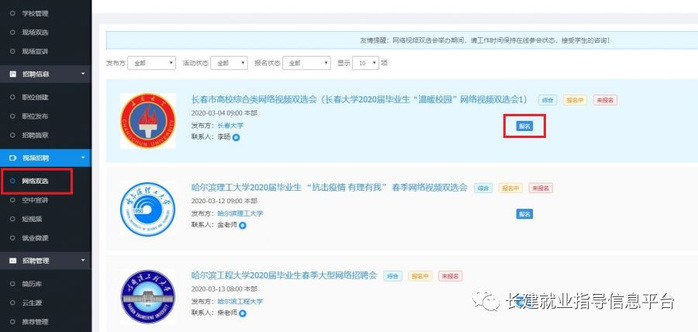 学校管理
现场双选
现场宣讲
招聘信息
职位创建
职位发布
招聘简章
视频招聘
网络双选
空中宣讲
短视频
就业微课
招聘管理
简历库
云生源
推荐管理
友情提醒：网络视频双选会举办期间，请工作时间保持在线参会状态、接受学生的咨询！
发布方 全部 活动状态 全部 报名状态 全部 显示 10 项
长春市高校综合类网络视频双选会（长春大学2020届毕业生“温暖校园”网络视频双选会1） 综合 报名中 未报名
2020-03-04 09:00 本部
发布方：长春大学
报名
联系人：李旸
哈尔滨理工大学2020届毕业生 “抗击疫情 有理有我” 春季网络视频双选会 综合 报名中 未报名
2020-03-12 09:00 本部
发布方：哈尔滨理工大学
报名
联系人：金老师
哈尔滨工程大学2020届毕业生春季大型网络招聘会 综合 报名中 未报名
2020-03-13 08:00 本部
发布方：哈尔滨工程大学
联系人：柴老师
长建就业指导信息平台